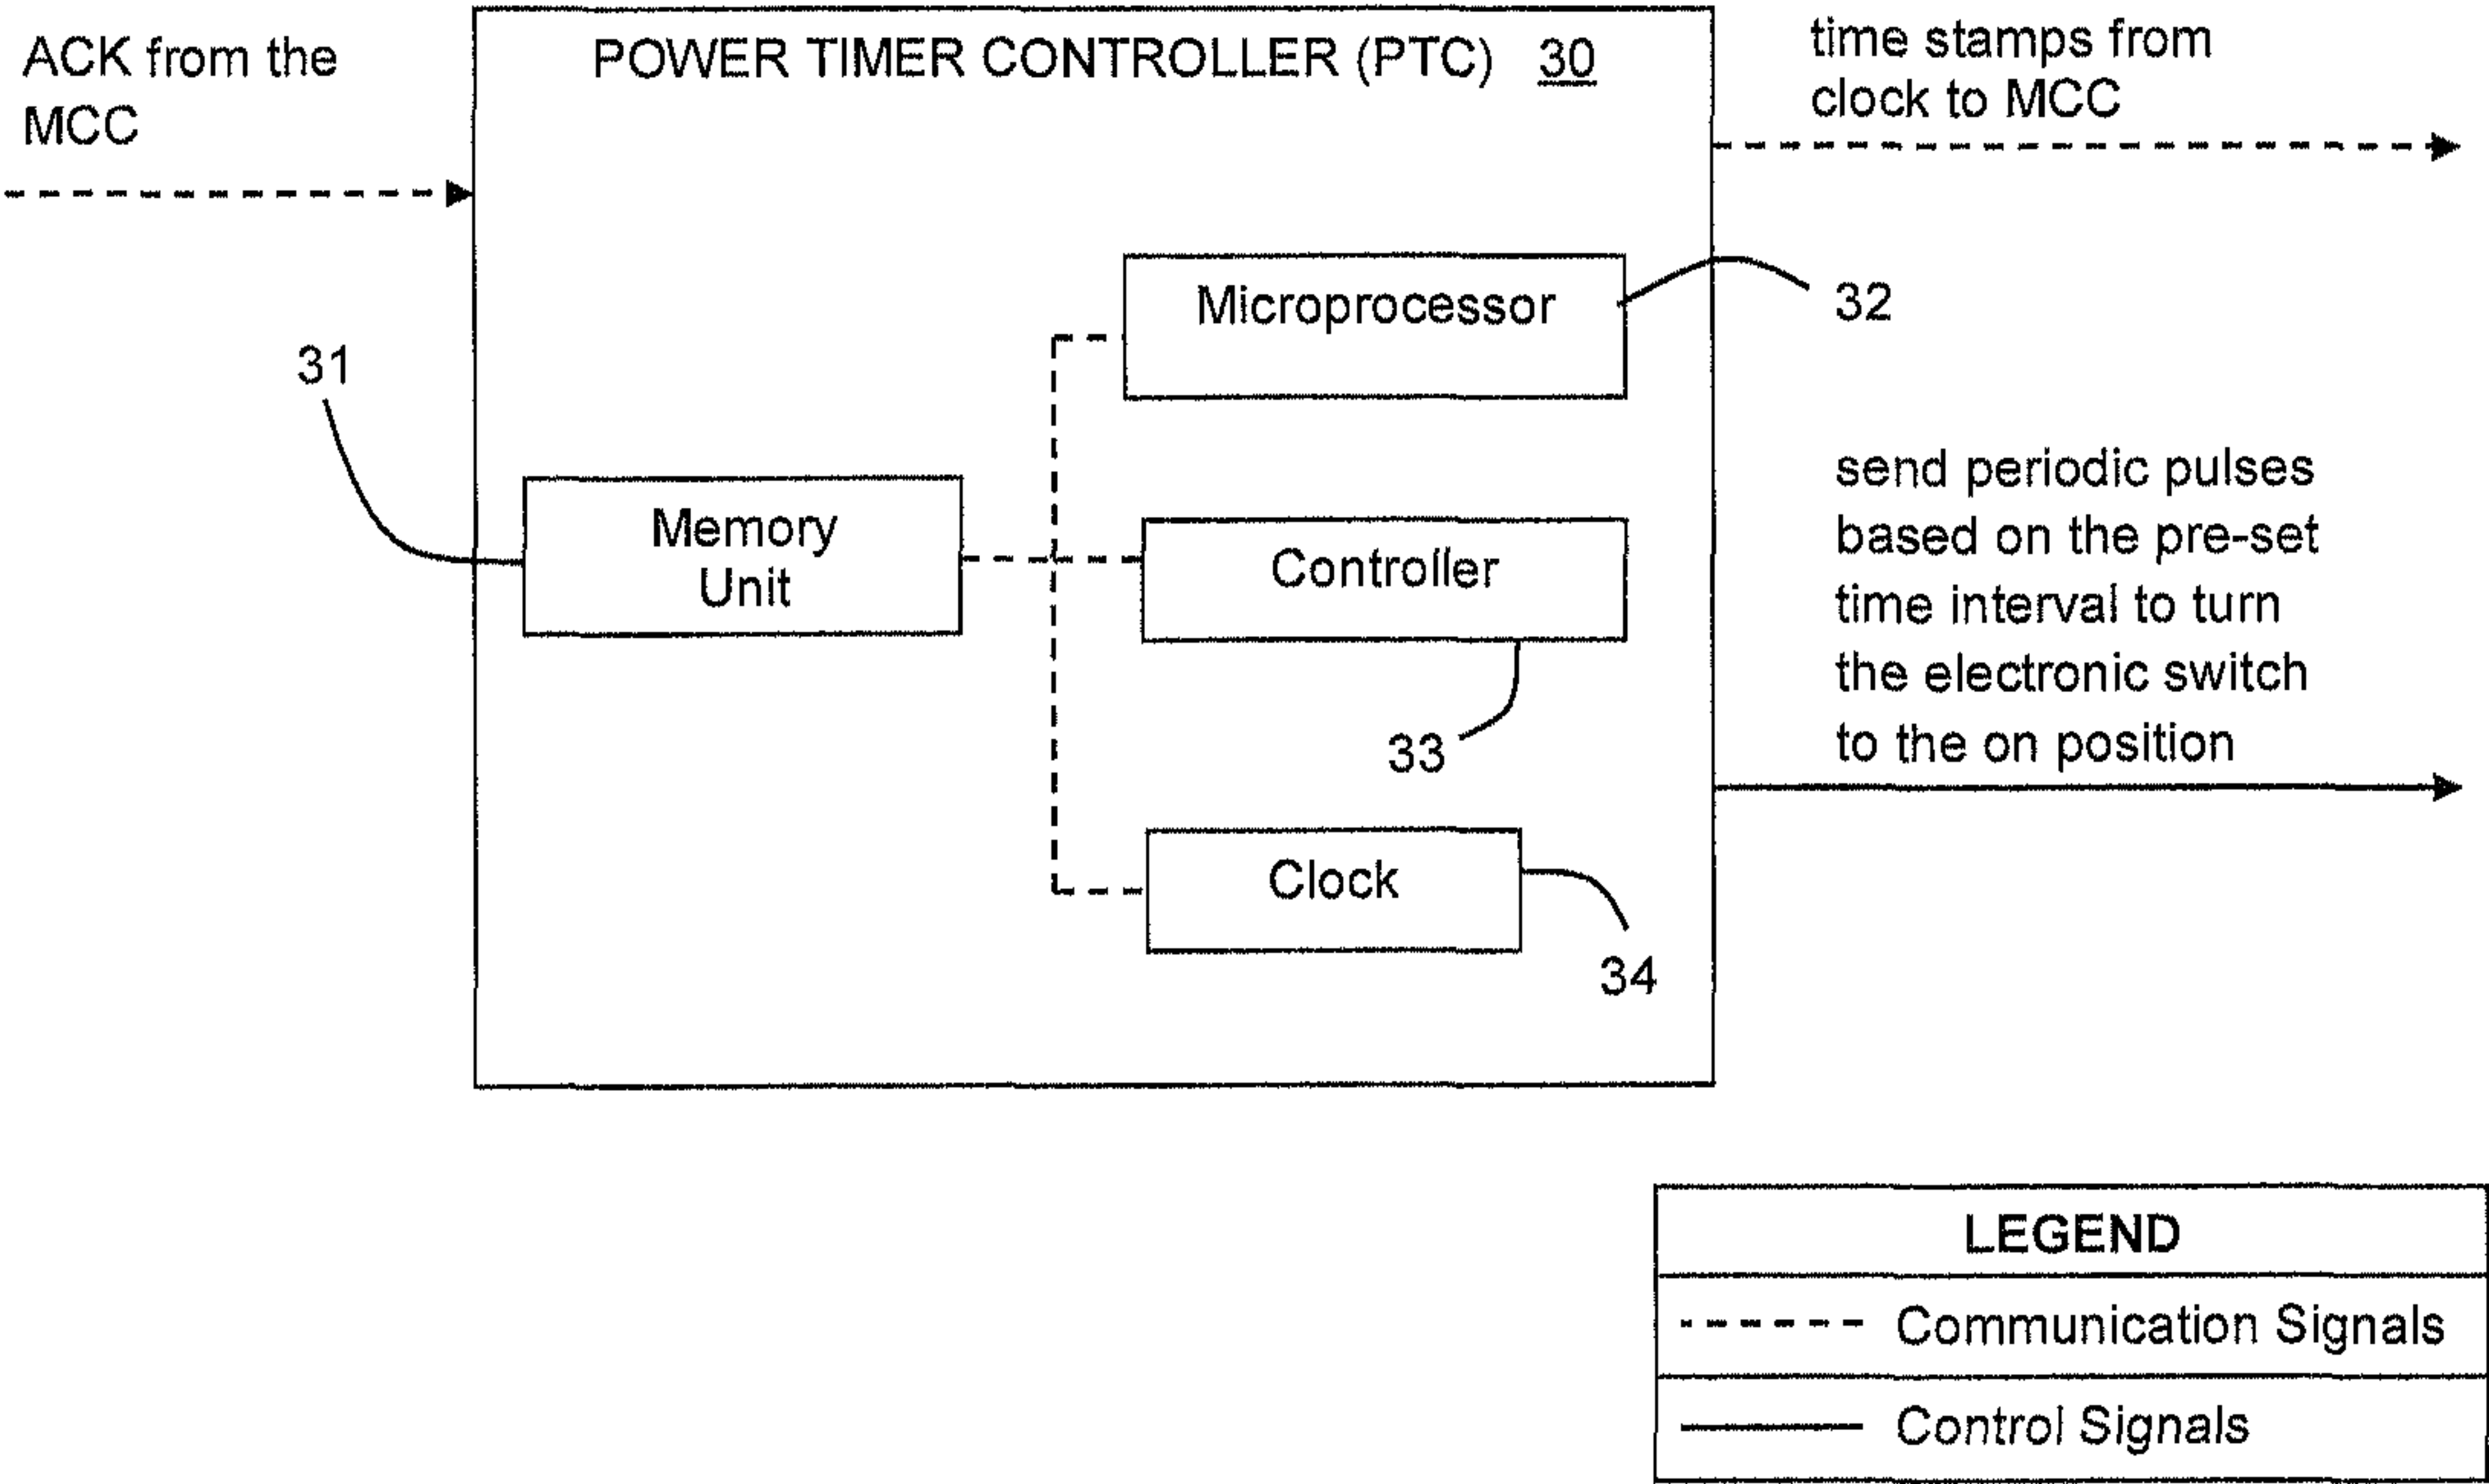 ACK from the
MCC
POWER TIMER CONTROLLER (PTC) 30
time stamps from
clock to MCC
Microprocessor
32
31
Memory
Unit
Controller
33
send periodic pulses
based on the pre-set
time interval to turn
the electronic switch
to the on position
Clock
34
LEGEND
Communication Signals
Control Signals